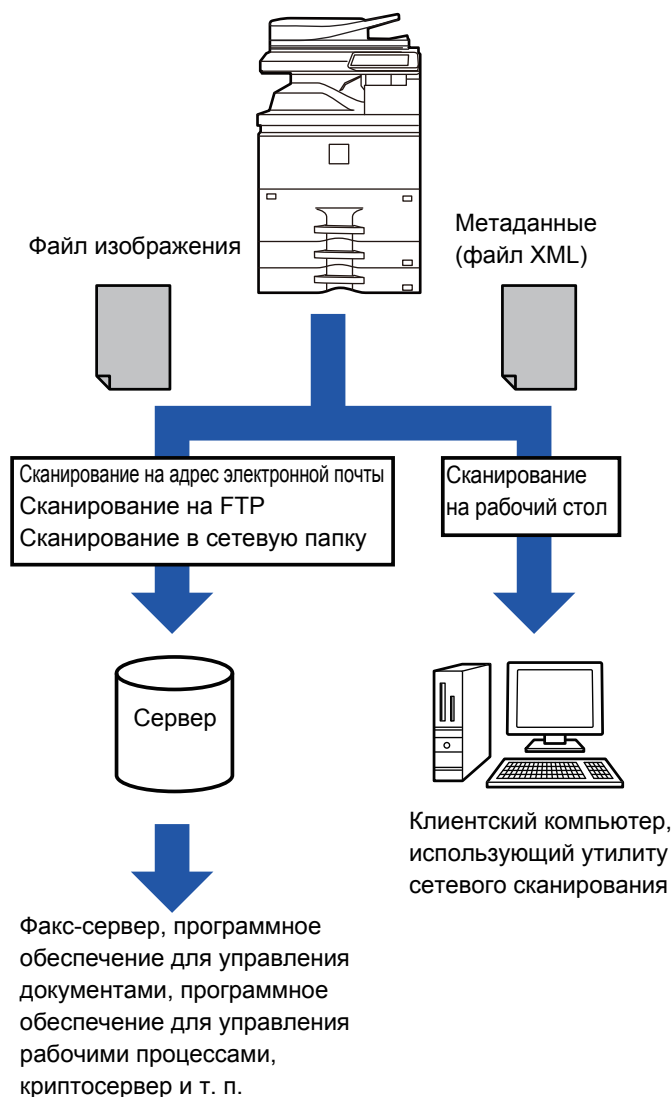 Файл изображения
Метаданные
(файл XML)
Сканирование на адрес электронной почты
Сканирование на FTP
Сканирование в сетевую папку
Сканирование
на рабочий стол
Сервер
Клиентский компьютер,
использующий утилиту
сетевого сканирования
Факс-сервер, программное
обеспечение для управления
документами, программное
обеспечение для управления
рабочими процессами,
криптосервер и т. п.